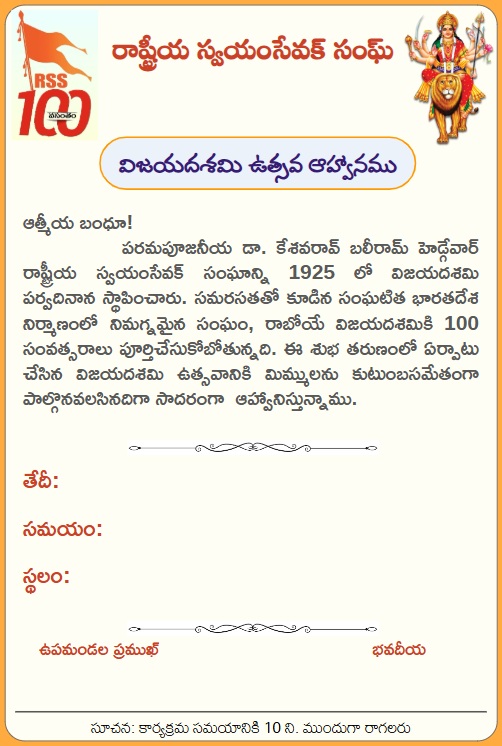 రాష్ట్రీయ స్వయంసేవక్ సంఘ్
RSS
100
వసంతం
విజయదశమి ఉత్సవ ఆహ్వానము
ఆత్మీయ బంధూ!
పరమపూజనీయ డా. కేశవరావ్ బలీరామ్ హెడ్గేవార్
రాష్ట్రీయ స్వయంసేవక్ సంఘాన్ని 1925 లో విజయదశమి
పర్వదినాన స్థాపించారు. సమరసతతో కూడిన సంఘటిత భారతదేశ
నిర్మాణంలో నిమగ్నమైన సంఘం, రాబోయే విజయదశమికి 100
సంవత్సరాలు పూర్తిచేసుకోబోతున్నది. ఈ శుభ తరుణంలో ఏర్పాటు
చేసిన విజయదశమి ఉత్సవానికి మిమ్ములను కుటుంబసమేతంగా
పాల్గొనవలసినదిగా సాదరంగా ఆహ్వానిస్తున్నాము.
తేదీ:
సమయం:
స్థలం:
ఉపమండల ప్రముఖ్ భవదీయ
సూచన: కార్యక్రమ సమయానికి 10 ని. ముందుగా రాగలరు